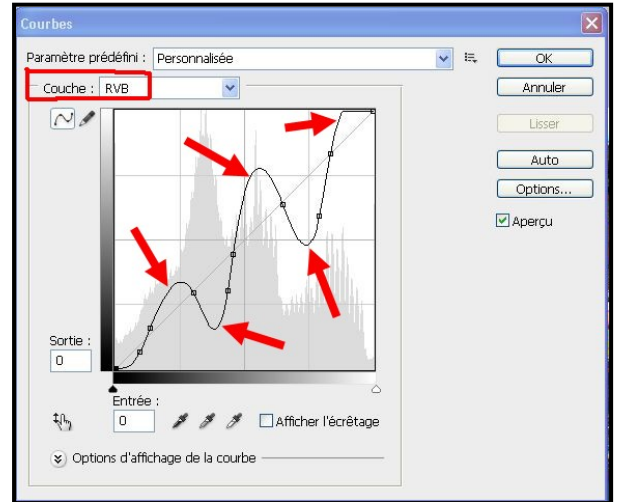 Courbes
Paramètre prédéfini : Personnalisée
OK
Couche : RVB
Annuler
Lisser
Auto
Options...
Aperçu
Sortie :
0
Entrée :
0
Afficher l'écrêtage
Options d'affichage de la courbe